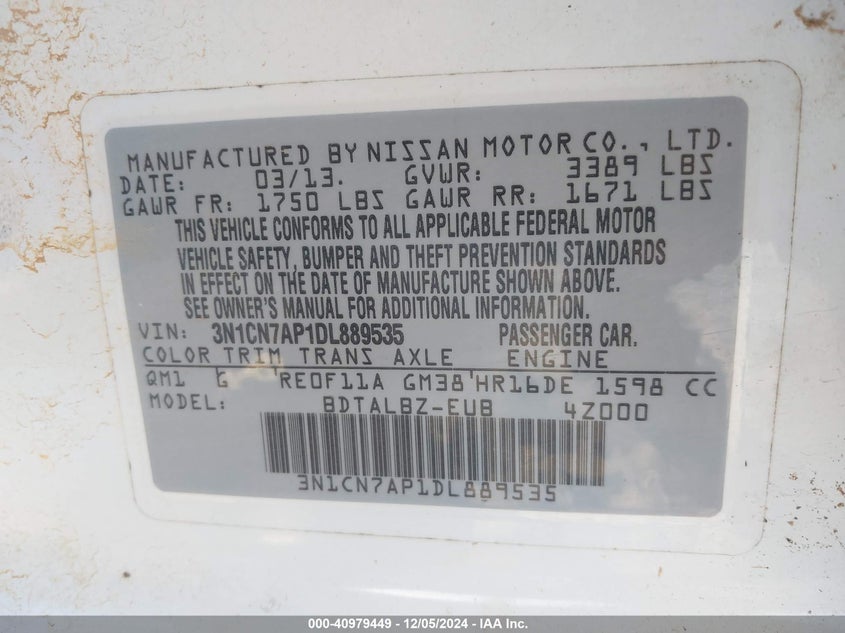 MANUFACTURED BY NISSAN MOTOR CO., LTD.
DATE: 03/13. GVWR: 3389 LBS
GAWR FR: 1750 LBS GAWR RR: 1671 LBS
THIS VEHICLE CONFORMS TO ALL APPLICABLE FEDERAL MOTOR
VEHICLE SAFETY, BUMPER AND THEFT PREVENTION STANDARDS
IN EFFECT ON THE DATE OF MANUFACTURE SHOWN ABOVE.
SEE OWNER'S MANUAL FOR ADDITIONAL INFORMATION.
VIN: 3N1CN7AP1DL889535 PASSENGER CAR.
COLOR TRIM TRANS AXLE ENGINE
QM1 G 'RE0F11A GM38'HR16DE 1598 CC
MODEL: BDTALBZ-EUB 4Z000
3N1CN7AP1DL889535
000-40979449 - 12/05/2024 - IAA Inc.